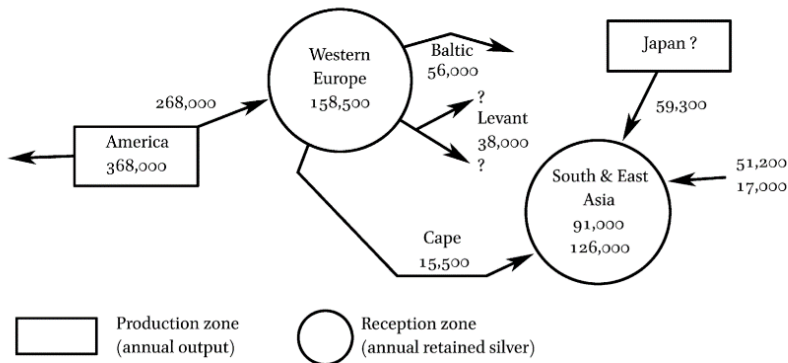 Western
Europe
158,500
Baltic
56,000
Japan ?
268,000
America
368,000
?
Levant
38,000
?
59,300
51,200
17,000
South & East
Asia
91,000
126,000
Cape
15,500
Production zone
(annual output)
Reception zone
(annual retained silver)